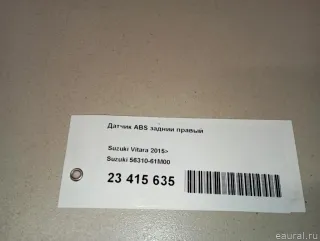 Датчик ABS задний правый
Suzuki Vitara 2015>
Suzuki 56310-61M00
23 415 635
eaural.ru